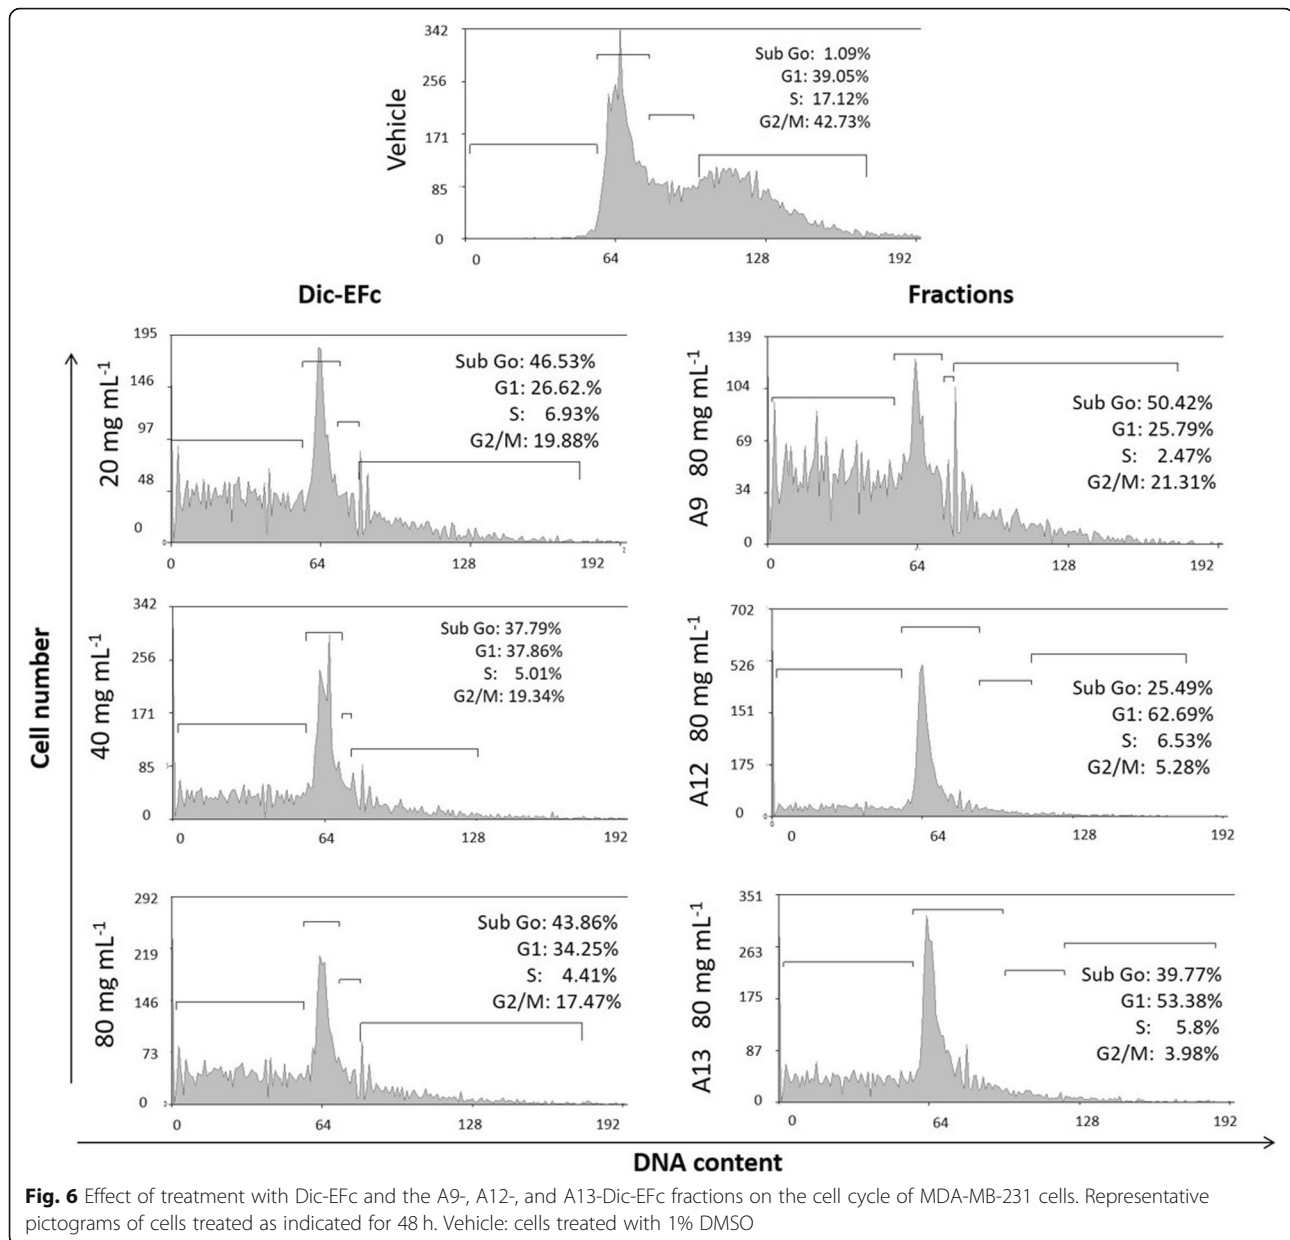 342
256
171
85
0
Vehicle
Sub Go: 1.09%
G1: 39.05%
S: 17.12%
G2/M: 42.73%
0 64 128 192
Dic-EFc
Fractions
Cell number
20 mg mL-1
195
146
97
48
0
Sub Go: 46.53%
G1: 26.62.%
S: 6.93%
G2/M: 19.88%
0 64 128 192
A9 80 mg mL-1
139
104
69
34
0
Sub Go: 50.42%
G1: 25.79%
S: 2.47%
G2/M: 21.31%
0 64 128 192
40 mg mL-1
342
256
171
85
0
Sub Go: 37.79%
G1: 37.86%
S: 5.01%
G2/M: 19.34%
0 64 128 192
A12 80 mg mL-1
702
526
151
175
0
Sub Go: 25.49%
G1: 62.69%
S: 6.53%
G2/M: 5.28%
0 64 128 192
80 mg mL-1
292
219
146
73
0
Sub Go: 43.86%
G1: 34.25%
S: 4.41%
G2/M: 17.47%
0 64 128 192
A13 80 mg mL-1
351
263
175
87
0
Sub Go: 39.77%
G1: 53.38%
S: 5.8%
G2/M: 3.98%
0 64 128 192
DNA content
Fig. 6 Effect of treatment with Dic-EFc and the A9-, A12-, and A13-Dic-EFc fractions on the cell cycle of MDA-MB-231 cells. Representative
pictograms of cells treated as indicated for 48 h. Vehicle: cells treated with 1% DMSO